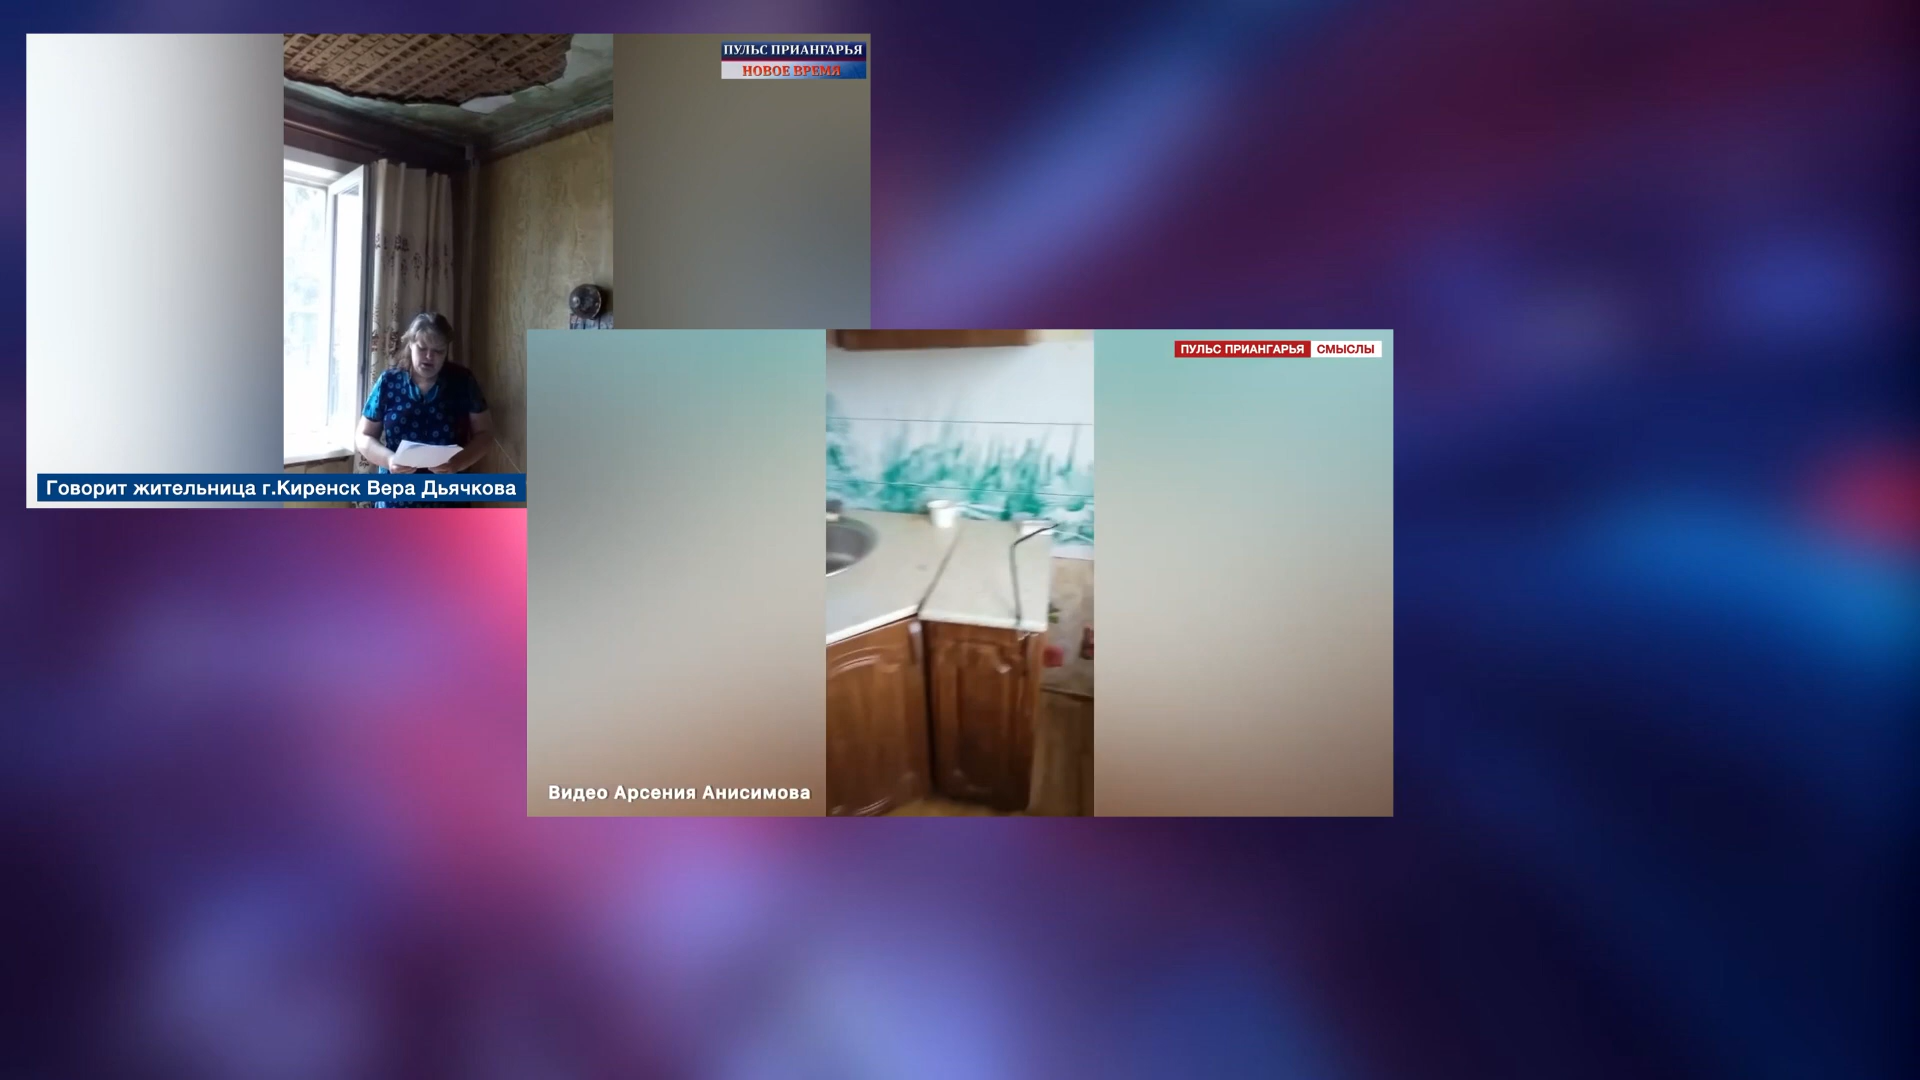 ПУЛЬС ПРИАНГАРЬЯ
НОВОЕ ВРЕМЯ
Говорит жительница г.Киренск Вера Дьячкова
ПУЛЬС ПРИАНГАРЬЯ СМЫСЛЫ
Видео Арсения Анисимова